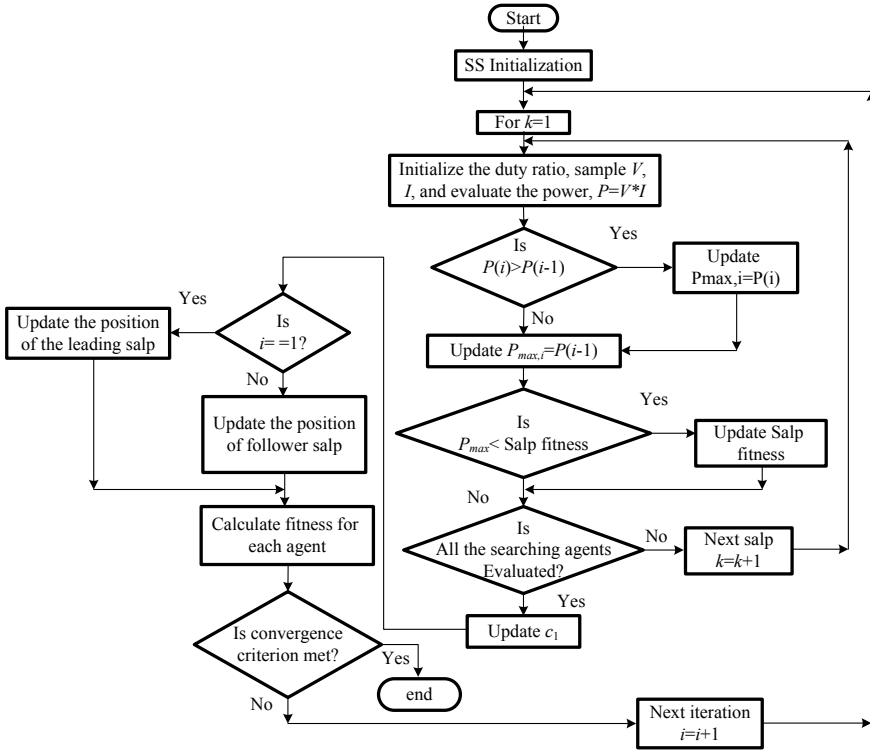 Start
SS Initialization
For k=1
Initialize the duty ratio, sample V,
I, and evaluate the power, P=V*I
Is
P(i)>P(i-1)
Yes
Update
Pmax,i=P(i)
No
Update Pmax,i=P(i-1)
Is
Pmax< Salp fitness
Yes
Update Salp
fitness
No
Is
All the searching agents
Evaluated?
No
Next salp
k=k+1
Yes
Update c1
Is
i= =1?
Yes
Update the position
of the leading salp
No
Update the position
of follower salp
Calculate fitness for
each agent
Is convergence
criterion met?
Yes
end
No
Next iteration
i=i+1